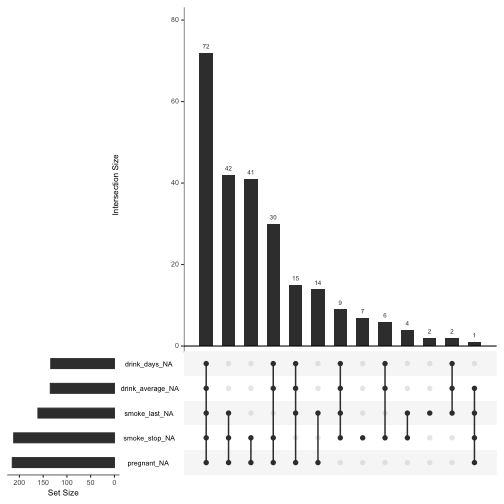 80
60
40
20
0
Intersection Size
72
42
41
30
15
14
9
7
6
4
2
2
1
drink_days_NA
drink_average_NA
smoke_last_NA
smoke_stop_NA
pregnant_NA
200 150 100 50 0
Set Size